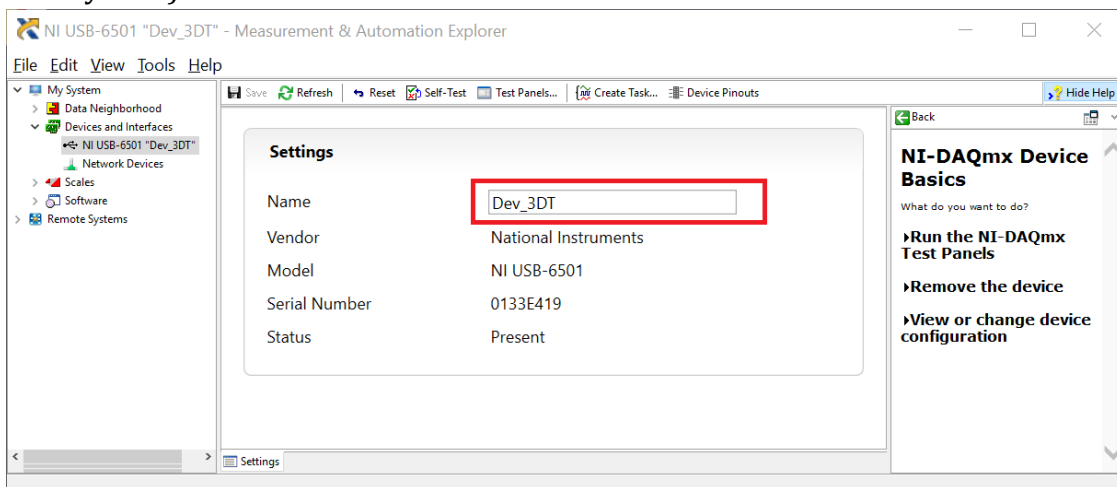 NI USB-6501 "Dev_3DT" - Measurement & Automation Explorer
File Edit View Tools Help
My System
Data Neighborhood
Devices and Interfaces
NI USB-6501 "Dev_3DT"
Network Devices
Scales
Software
Remote Systems
Save Refresh Reset Self-Test Test Panels... Create Task... Device Pinouts
Hide Help
Settings
Name Dev_3DT
Vendor National Instruments
Model NI USB-6501
Serial Number 0133E419
Status Present
Settings
Back
NI-DAQmx Device
Basics
What do you want to do?
Run the NI-DAQmx
Test Panels
Remove the device
View or change device
configuration